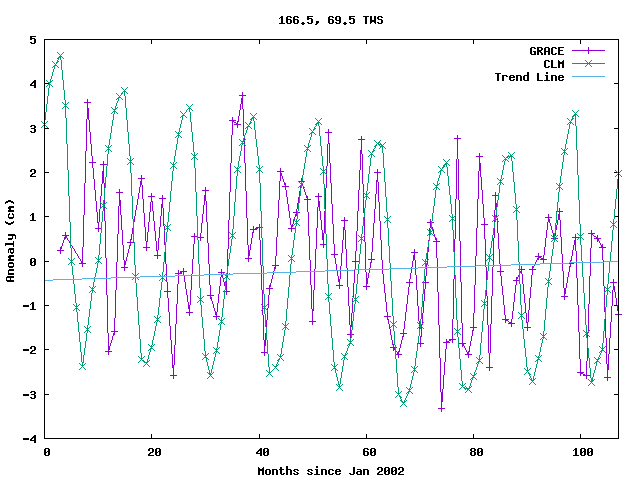 166.5, 69.5 TWS
GRACE
CLM
Trend Line
5
4
3
2
1
0
-1
-2
-3
-4
Anomaly (cm)
0 20 40 60 80 100
Months since Jan 2002